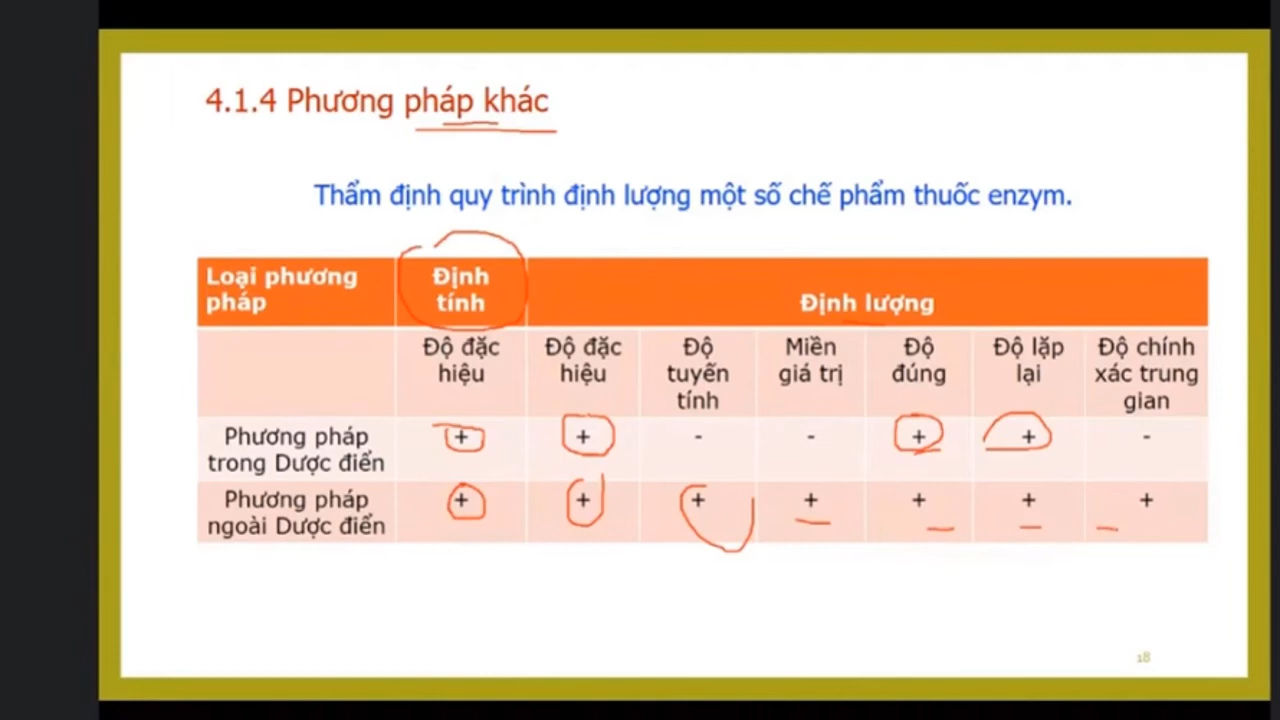 4.1.4 Phương pháp khác
Thẩm định quy trình định lượng một số chế phẩm thuốc enzym.
Loại phương pháp
Định tính
Định lượng
Độ đặc hiệu
Độ đặc hiệu
Độ tuyến tính
Miền giá trị
Độ đúng
Độ lặp lại
Độ chính xác trung gian
Phương pháp trong Dược điển
+ + - - + + -
Phương pháp ngoài Dược điển
+ + + + + + +
18